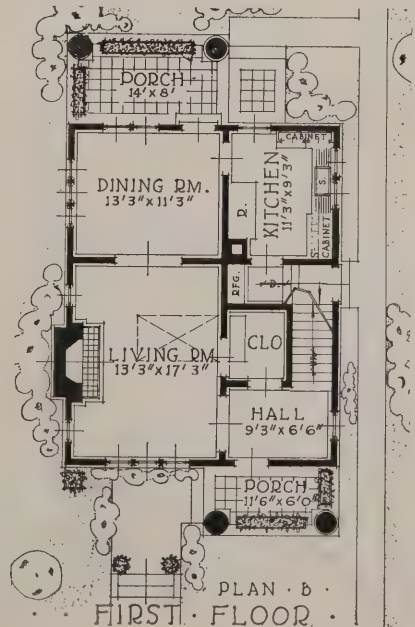 PORCH
14'x8'
CABINET
DINING RM.
13'3"x11'3"
R.
KITCHEN
11'3"x9'3"
S.
CABINET
RFG.
D
CLO
UP
LIVING RM.
13'3"x17'3"
HALL
9'3"x6'6"
PORCH
11'6"x6'0"
PLAN · B ·
· FIRST · FLOOR ·